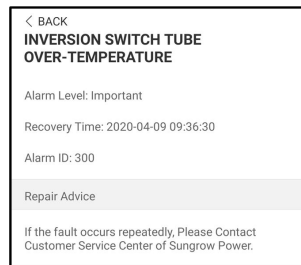 < BACK
INVERSION SWITCH TUBE
OVER-TEMPERATURE
Alarm Level: Important
Recovery Time: 2020-04-09 09:36:30
Alarm ID: 300
Repair Advice
If the fault occurs repeatedly, Please Contact
Customer Service Center of Sungrow Power.